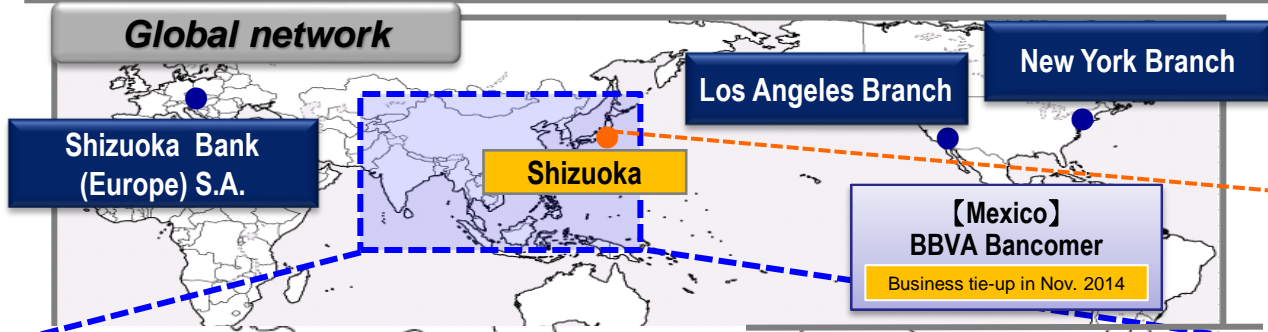 Global network
New York Branch
Los Angeles Branch
Shizuoka Bank
(Europe) S.A.
Shizuoka
【Mexico】
BBVA Bancomer
Business tie-up in Nov. 2014